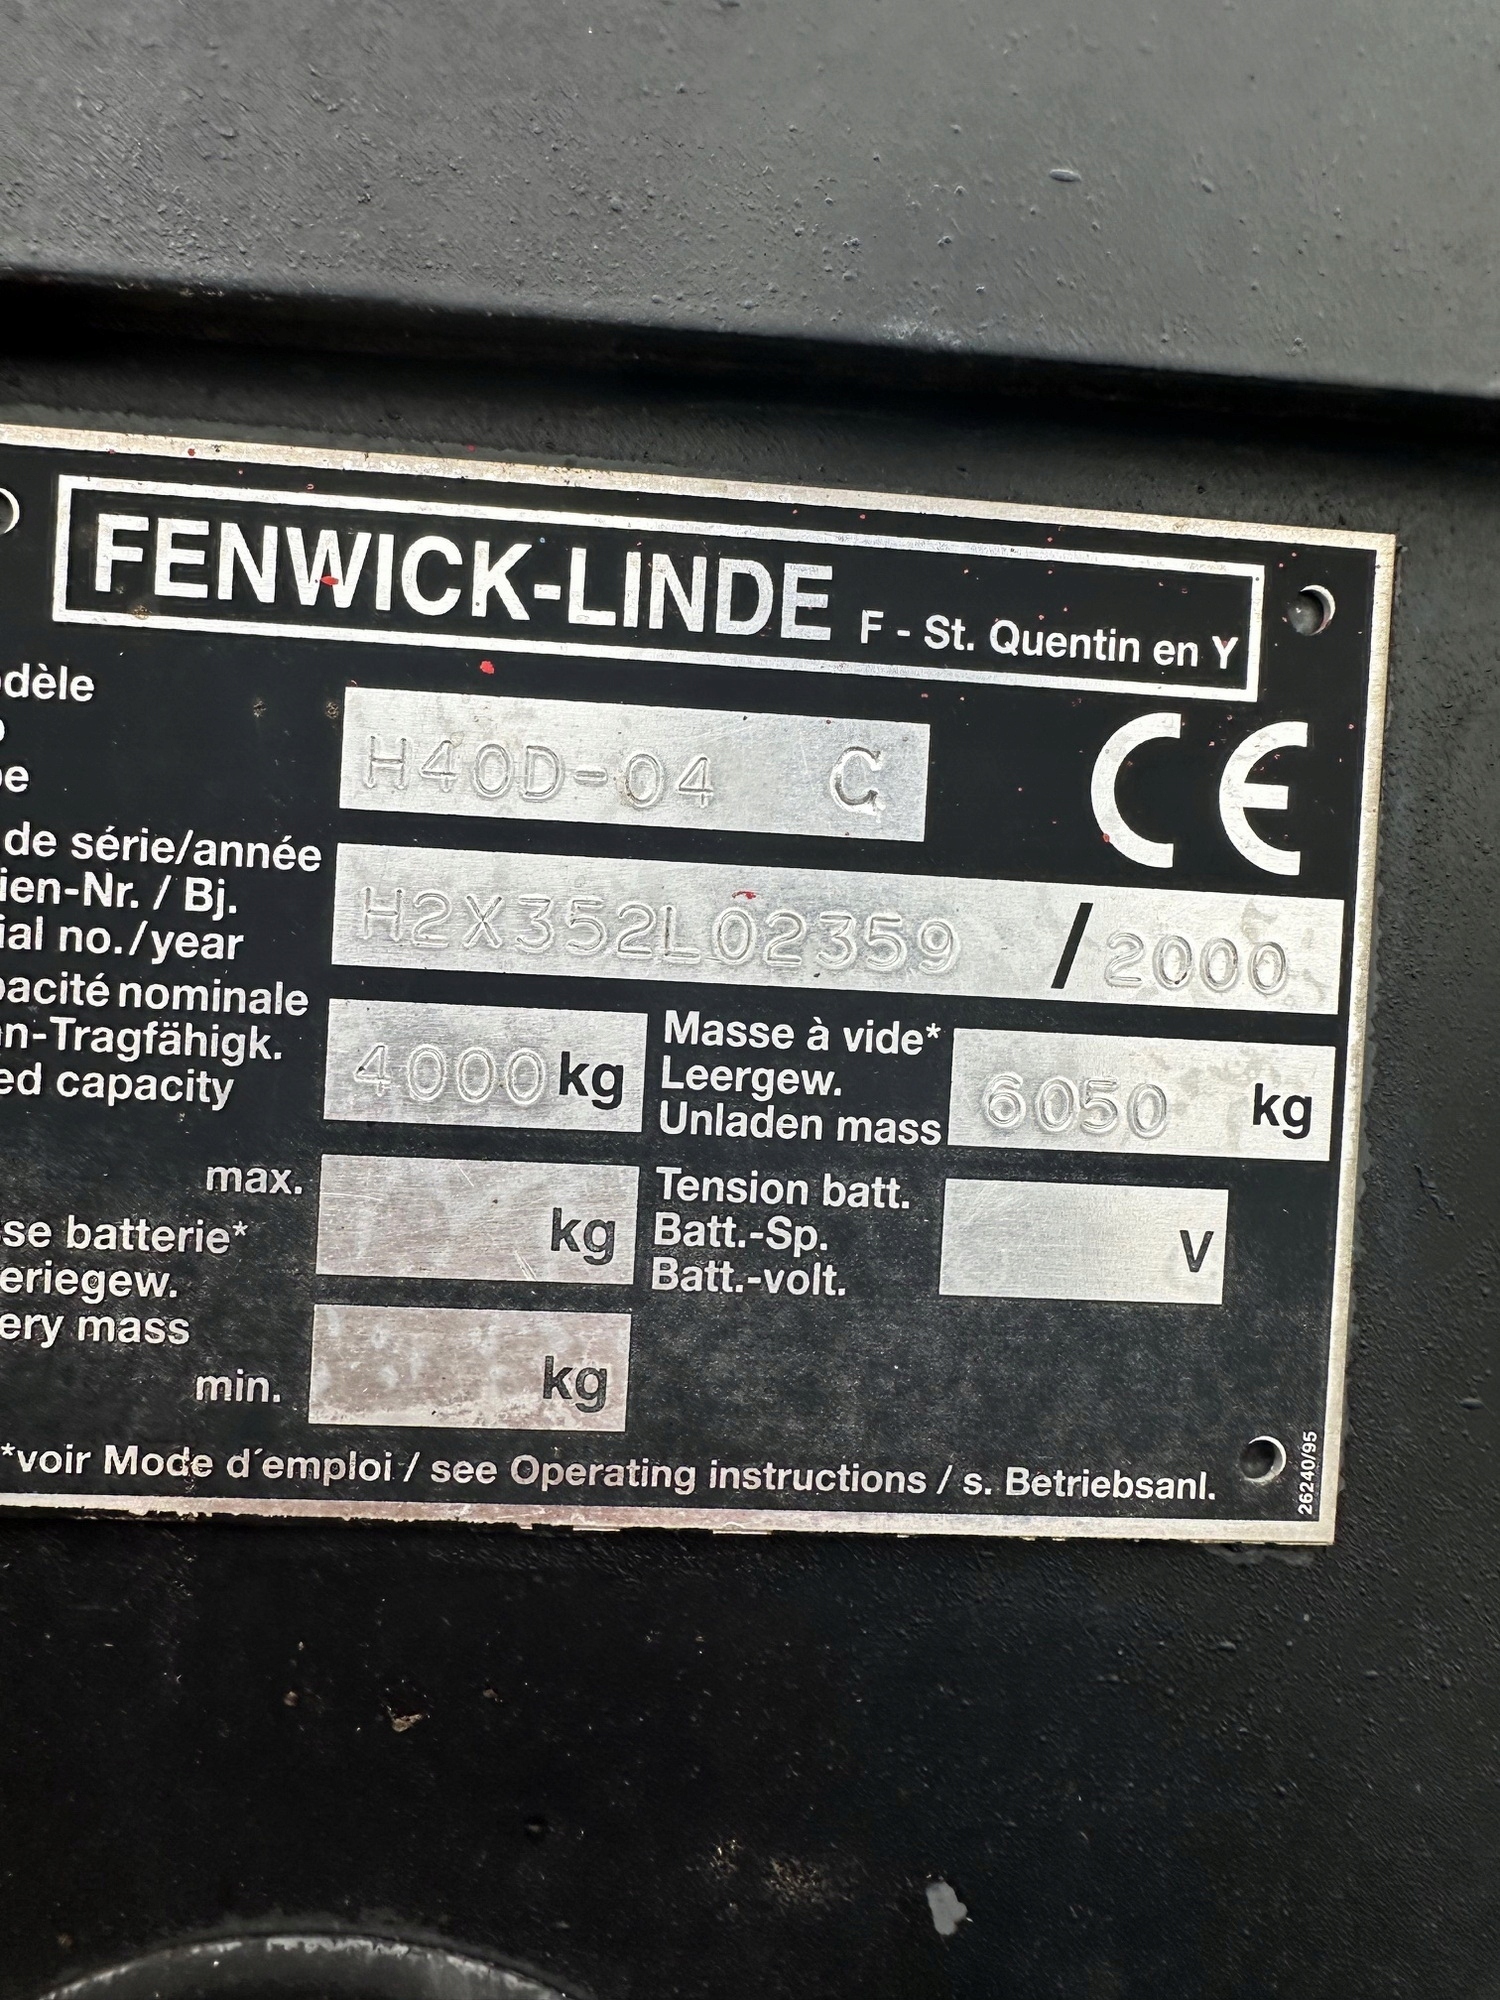 FENWICK-LINDE F - St. Quentin en Y
dèle
pe
H40D-04 C
CE
de série/année
ien-Nr. / Bj.
ial no./year
H2X352L02359 / 2000
pacité nominale
n-Tragfähigk.
ed capacity
4000 kg
Masse à vide*
Leergew.
Unladen mass
6050 kg
max.
kg
se batterie*
eriegew.
ery mass
min.
kg
Tension batt.
Batt.-Sp.
Batt.-volt.
V
*voir Mode d´emploi / see Operating instructions / s. Betriebsanl.
26240/95